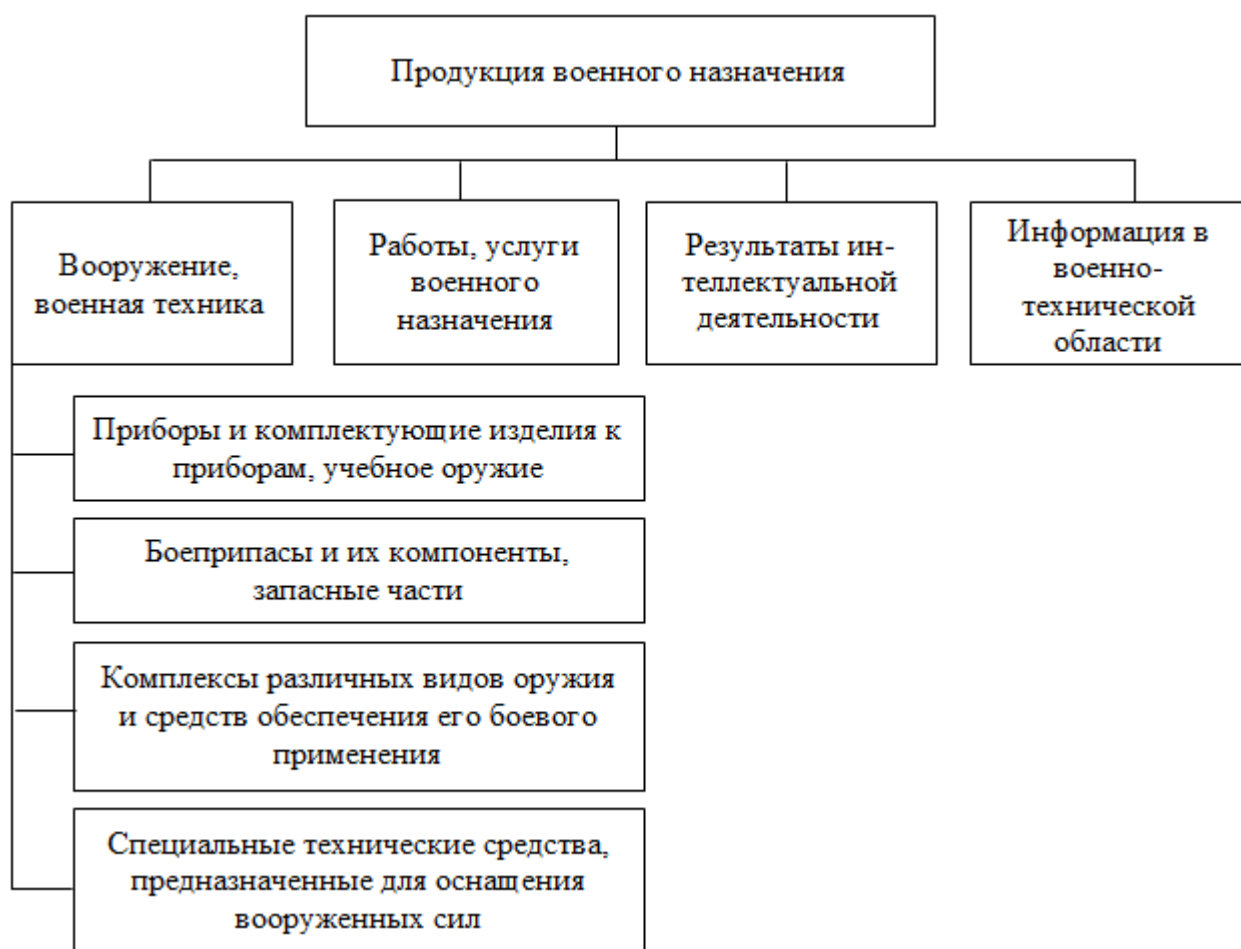 Продукция военного назначения
Вооружение,
военная техника
Работы, услуги
военного
назначения
Результаты ин-
теллектуальной
деятельности
Информация в
военно-
технической
области
Приборы и комплектующие изделия к
приборам, учебное оружие
Боеприпасы и их компоненты,
запасные части
Комплексы различных видов оружия
и средств обеспечения его боевого
применения
Специальные технические средства,
предназначенные для оснащения
вооруженных сил